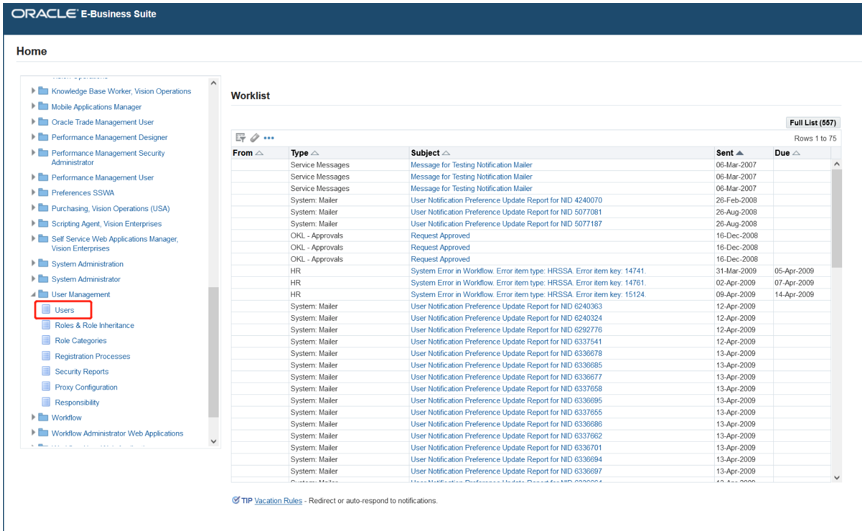 ORACLE E-Business Suite
Home
Knowledge Base Worker, Vision Operations
Mobile Applications Manager
Oracle Trade Management User
Performance Management Designer
Performance Management Security
Administrator
Performance Management User
Preferences SSWA
Purchasing, Vision Operations (USA)
Scripting Agent, Vision Enterprises
Self Service Web Applications Manager,
Vision Enterprises
System Administration
System Administrator
User Management
Users
Roles & Role Inheritance
Role Categories
Registration Processes
Security Reports
Proxy Configuration
Responsibility
Workflow
Workflow Administrator Web Applications
Worklist
Full List (557)
Rows 1 to 75
From Type Subject Sent Due
Service Messages Message for Testing Notification Mailer 06-Mar-2007
Service Messages Message for Testing Notification Mailer 06-Mar-2007
Service Messages Message for Testing Notification Mailer 06-Mar-2007
System: Mailer User Notification Preference Update Report for NID 4240070 26-Feb-2008
System: Mailer User Notification Preference Update Report for NID 5077081 26-Aug-2008
System: Mailer User Notification Preference Update Report for NID 5077187 26-Aug-2008
OKL - Approvals Request Approved 16-Dec-2008
OKL - Approvals Request Approved 16-Dec-2008
OKL - Approvals Request Approved 16-Dec-2008
HR System Error in Workflow. Error item type: HRSSA. Error item key: 14741. 31-Mar-2009 05-Apr-2009
HR System Error in Workflow. Error item type: HRSSA. Error item key: 14761. 02-Apr-2009 07-Apr-2009
HR System Error in Workflow. Error item type: HRSSA. Error item key: 15124. 09-Apr-2009 14-Apr-2009
System: Mailer User Notification Preference Update Report for NID 6240363 12-Apr-2009
System: Mailer User Notification Preference Update Report for NID 6240324 12-Apr-2009
System: Mailer User Notification Preference Update Report for NID 6292776 12-Apr-2009
System: Mailer User Notification Preference Update Report for NID 6337541 12-Apr-2009
System: Mailer User Notification Preference Update Report for NID 6336678 13-Apr-2009
System: Mailer User Notification Preference Update Report for NID 6336685 13-Apr-2009
System: Mailer User Notification Preference Update Report for NID 6336677 13-Apr-2009
System: Mailer User Notification Preference Update Report for NID 6337658 13-Apr-2009
System: Mailer User Notification Preference Update Report for NID 6336695 13-Apr-2009
System: Mailer User Notification Preference Update Report for NID 6337655 13-Apr-2009
System: Mailer User Notification Preference Update Report for NID 6336686 13-Apr-2009
System: Mailer User Notification Preference Update Report for NID 6337662 13-Apr-2009
System: Mailer User Notification Preference Update Report for NID 6336701 13-Apr-2009
System: Mailer User Notification Preference Update Report for NID 6336694 13-Apr-2009
System: Mailer User Notification Preference Update Report for NID 6336697 13-Apr-2009
TIP Vacation Rules - Redirect or auto-respond to notifications.